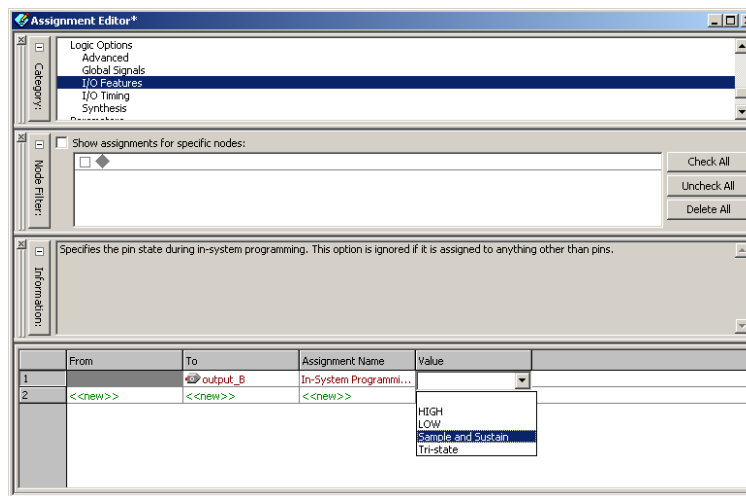 Assignment Editor*
Category:
Logic Options
Advanced
Global Signals
I/O Features
I/O Timing
Synthesis
Parameters
Node Filter:
Show assignments for specific nodes:
Check All
Uncheck All
Delete All
Information:
Specifies the pin state during in-system programming. This option is ignored if it is assigned to anything other than pins.
From To Assignment Name Value
1 output_B In-System Programmi...
2 <<new>> <<new>> <<new>>
HIGH
LOW
Sample and Sustain
Tri-state